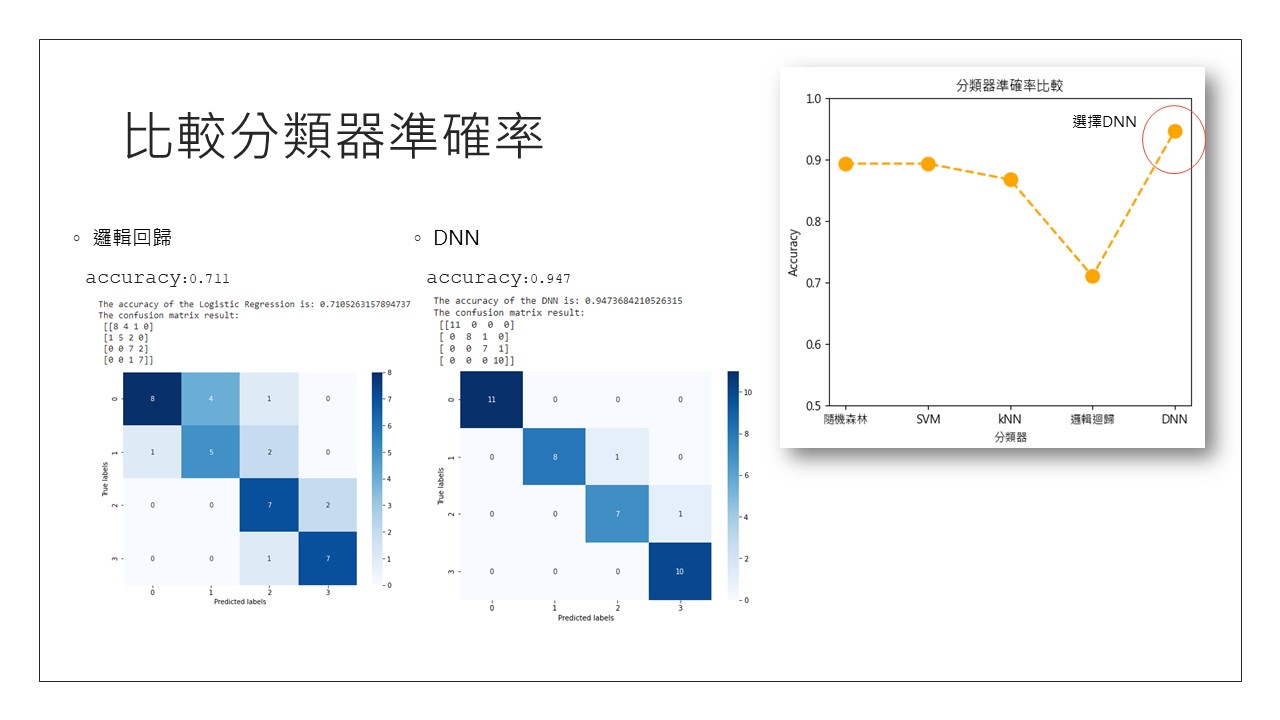 比較分類器準確率
◦ 邏輯回歸
accuracy:0.711
The accuracy of the Logistic Regression is: 0.7105263157894737
The confusion matrix result:
[[8 4 1 0]
[1 5 2 0]
[0 0 7 2]
[0 0 1 7]]
8 4 1 0
1 5 2 0
0 0 7 2
0 0 1 7
0 1 2 3
0
1
2
3
True labels
Predicted labels
8
7
6
5
4
3
2
1
0
◦ DNN
accuracy:0.947
The accuracy of the DNN is: 0.9473684210526315
The confusion matrix result:
[[11 0 0 0]
[ 0 8 1 0]
[ 0 0 7 1]
[ 0 0 0 10]]
11 0 0 0
0 8 1 0
0 0 7 1
0 0 0 10
0 1 2 3
0
1
2
3
True labels
Predicted labels
10
8
6
4
2
0
分類器準確率比較
選擇DNN
1.0
0.9
0.8
0.7
0.6
0.5
Accuracy
隨機森林 SVM kNN 邏輯迴歸 DNN
分類器